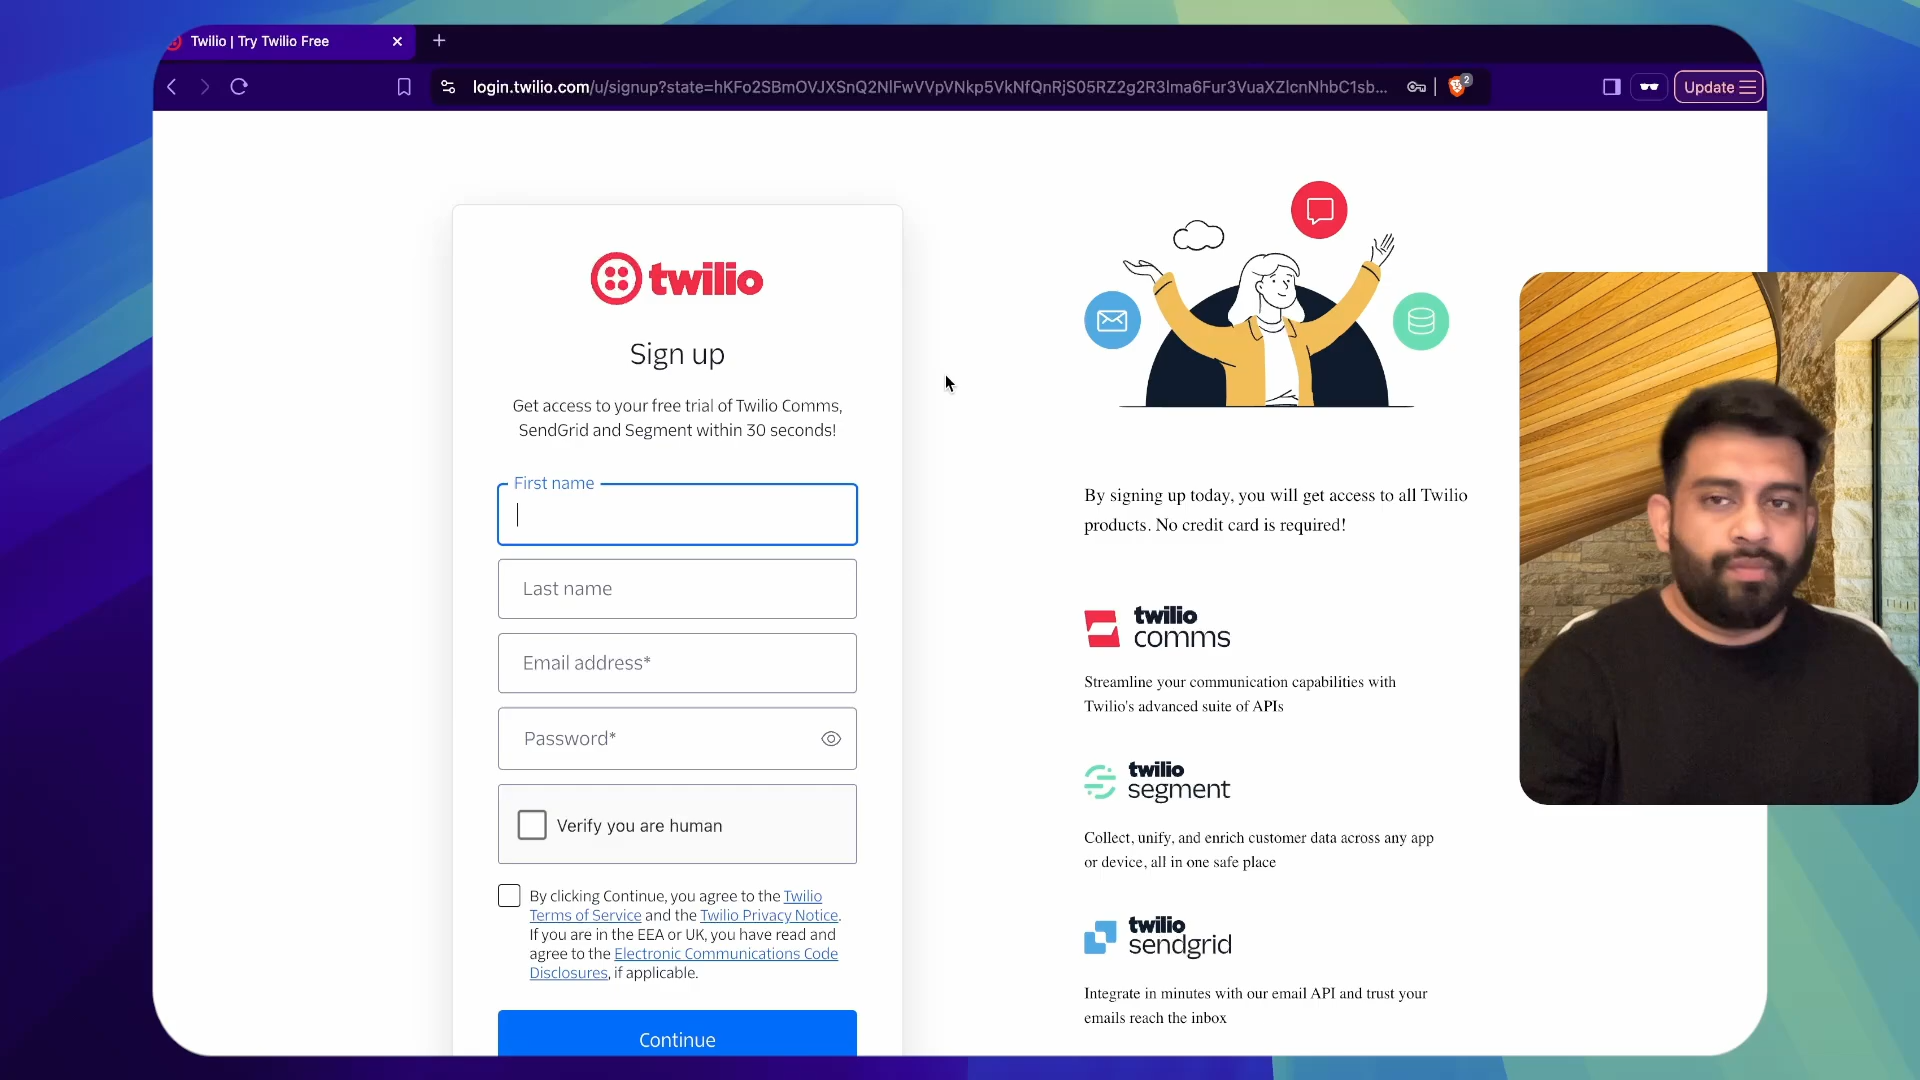 Twilio | Try Twilio Free
login.twilio.com/u/signup?state=hKFo2SBmOVJXSnQ2NlFwVVpVNkp5VkNfQnRjS05RZ2g2R3lma6Fur3VuaXZlcnNhbC1sb...
2
Update
twilio
Sign up
Get access to your free trial of Twilio Comms,
SendGrid and Segment within 30 seconds!
First name
Last name
Email address*
Password*
Verify you are human
By clicking Continue, you agree to the Twilio
Terms of Service and the Twilio Privacy Notice.
If you are in the EEA or UK, you have read and
agree to the Electronic Communications Code
Disclosures, if applicable.
Continue
By signing up today, you will get access to all Twilio
products. No credit card is required!
twilio
comms
Streamline your communication capabilities with
Twilio's advanced suite of APIs
twilio
segment
Collect, unify, and enrich customer data across any app
or device, all in one safe place
twilio
sendgrid
Integrate in minutes with our email API and trust your
emails reach the inbox